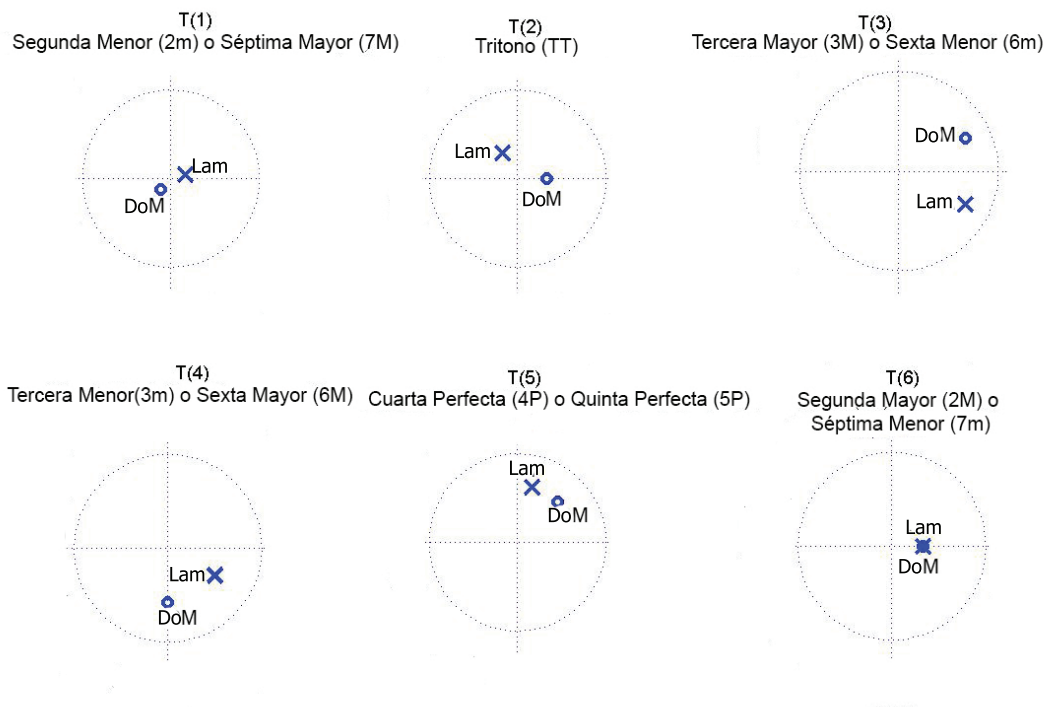 T(1)
Segunda Menor (2m) o Séptima Mayor (7M)
Lam
DoM
T(2)
Tritono (TT)
Lam
DoM
T(3)
Tercera Mayor (3M) o Sexta Menor (6m)
DoM
Lam
T(4)
Tercera Menor(3m) o Sexta Mayor (6M)
Lam
DoM
T(5)
Cuarta Perfecta (4P) o Quinta Perfecta (5P)
Lam
DoM
T(6)
Segunda Mayor (2M) o
Séptima Menor (7m)
Lam
DoM